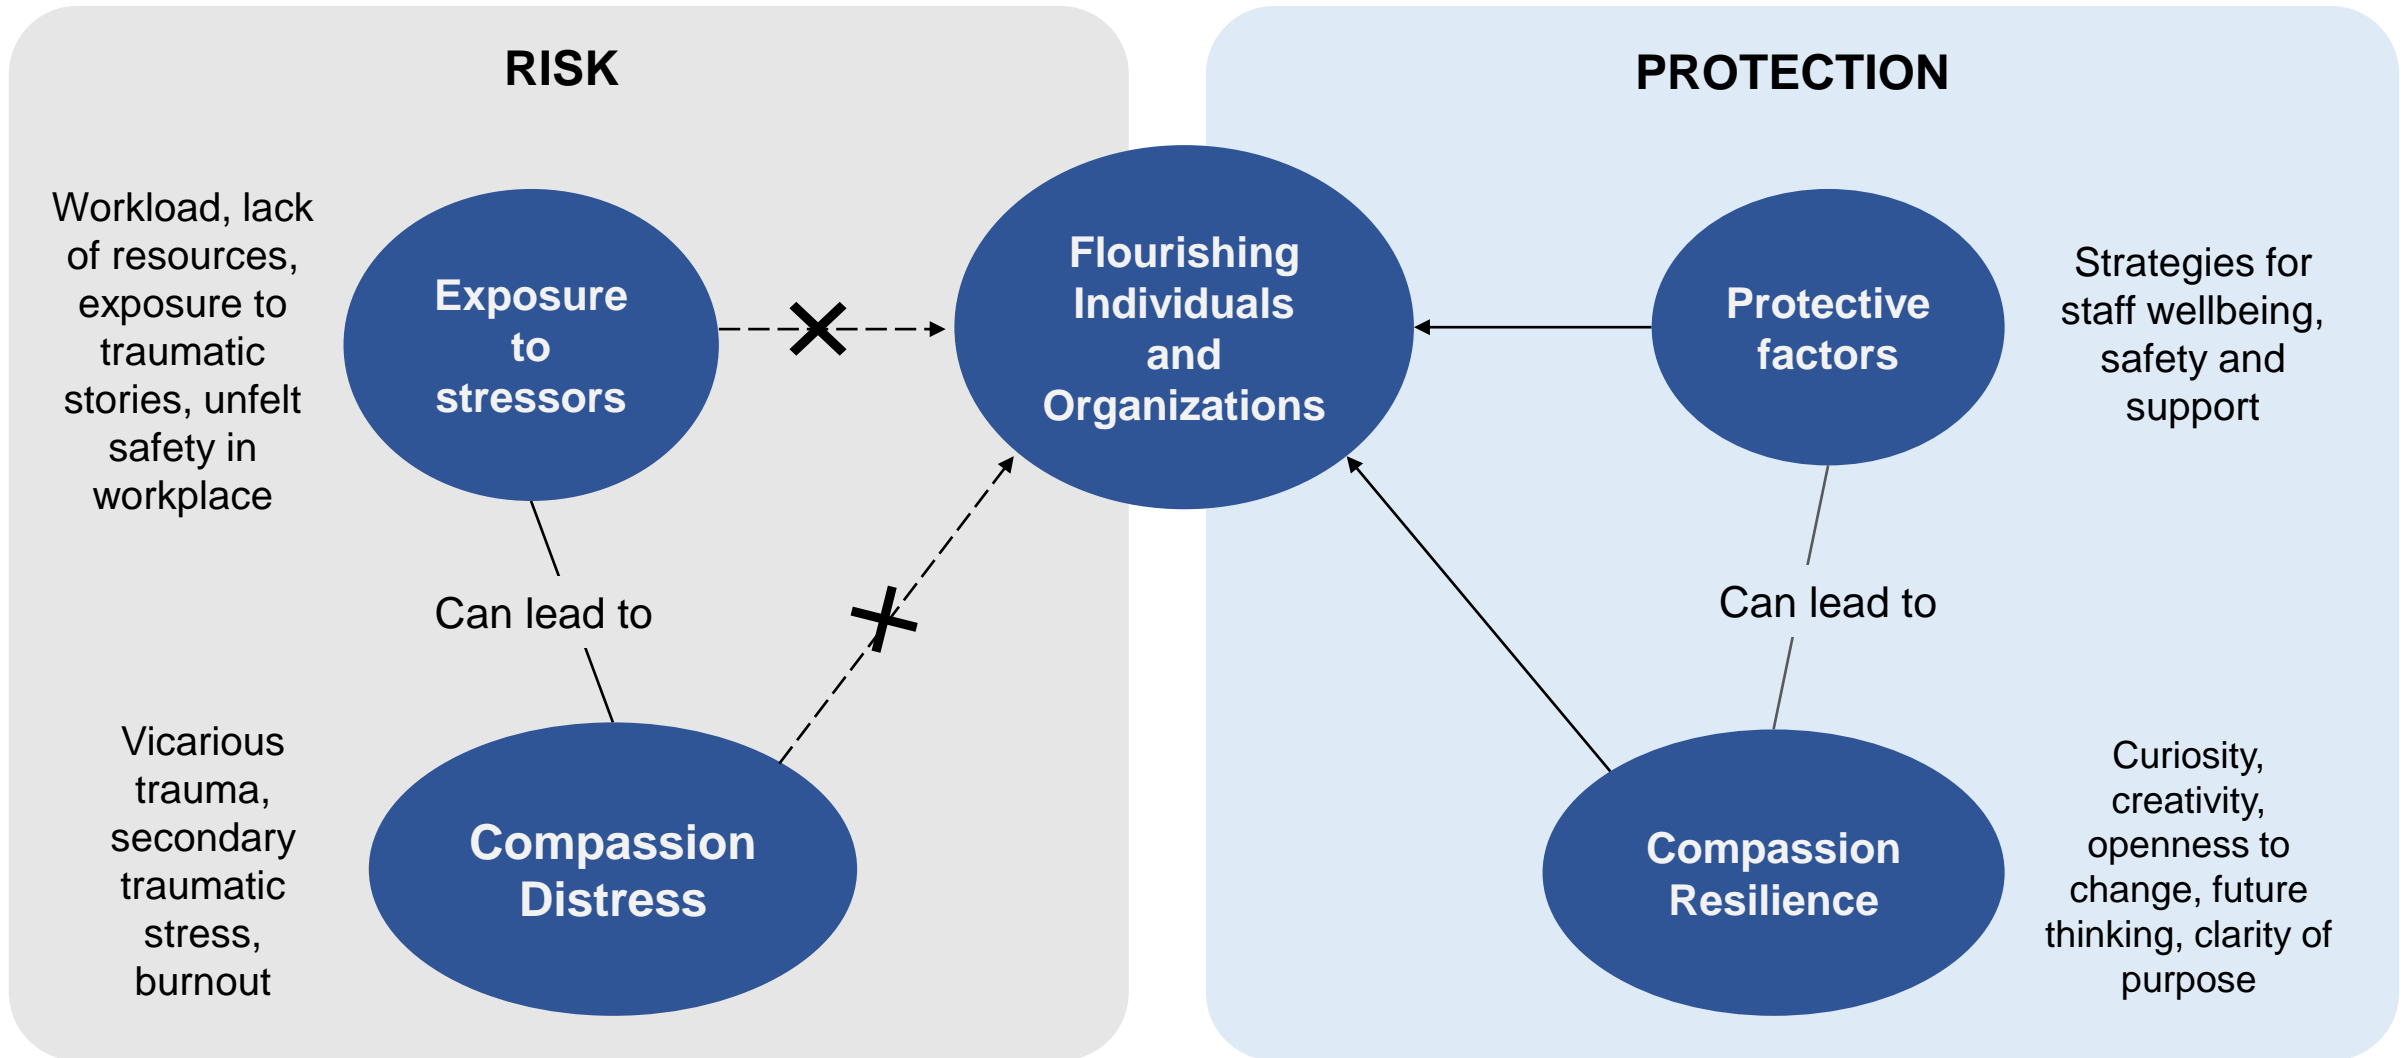 RISK
Workload, lack
of resources,
exposure to
traumatic
stories, unfelt
safety in
workplace
Exposure
to
stressors
Can lead to
Vicarious
trauma,
secondary
traumatic
stress,
burnout
Compassion
Distress
Flourishing
Individuals
and
Organizations
PROTECTION
Protective
factors
Strategies for
staff wellbeing,
safety and
support
Can lead to
Compassion
Resilience
Curiosity,
creativity,
openness to
change, future
thinking, clarity of
purpose